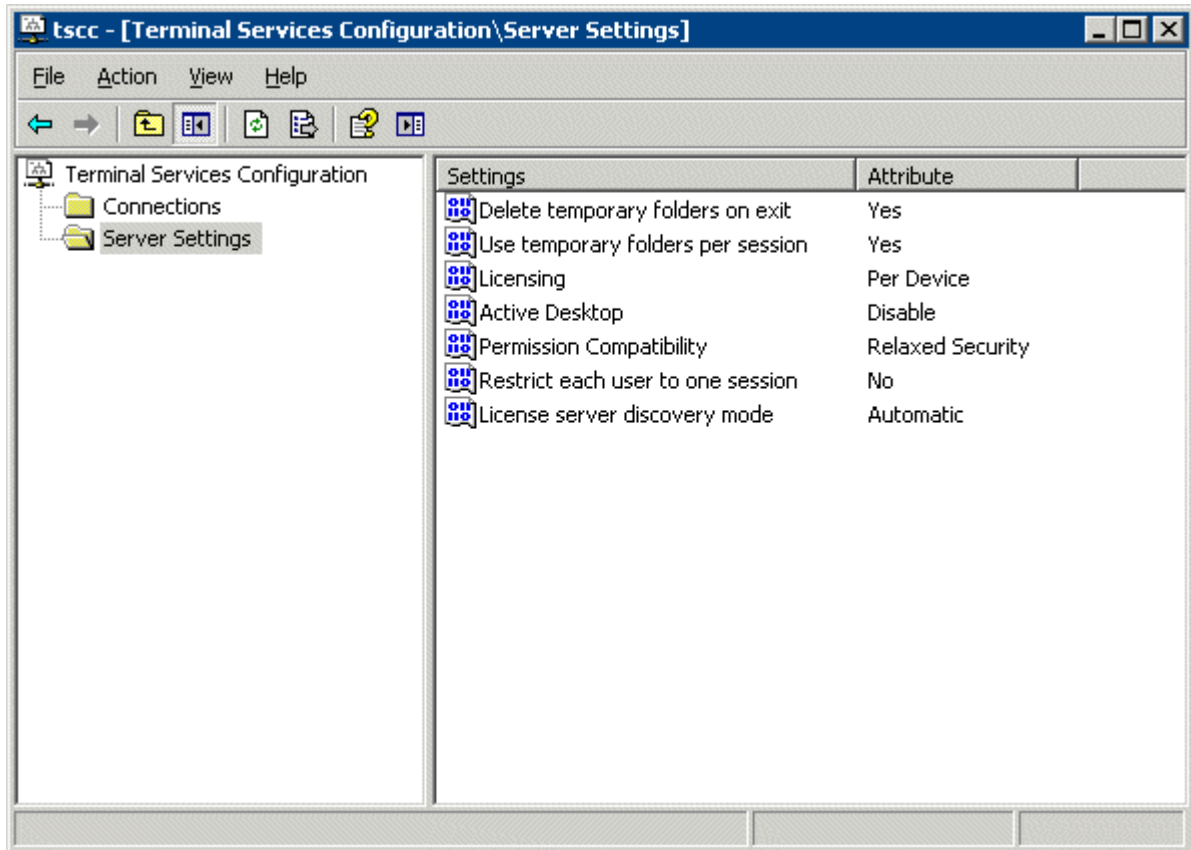 tscc - [Terminal Services Configuration\Server Settings]
File Action View Help
Terminal Services Configuration
Connections
Server Settings
Settings Attribute
Delete temporary folders on exit Yes
Use temporary folders per session Yes
Licensing Per Device
Active Desktop Disable
Permission Compatibility Relaxed Security
Restrict each user to one session No
License server discovery mode Automatic